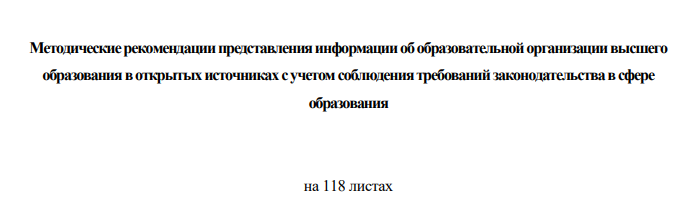 Методические рекомендации представления информации об образовательной организации высшего
образования в открытых источниках с учетом соблюдения требований законодательства в сфере
образования
на 118 листах